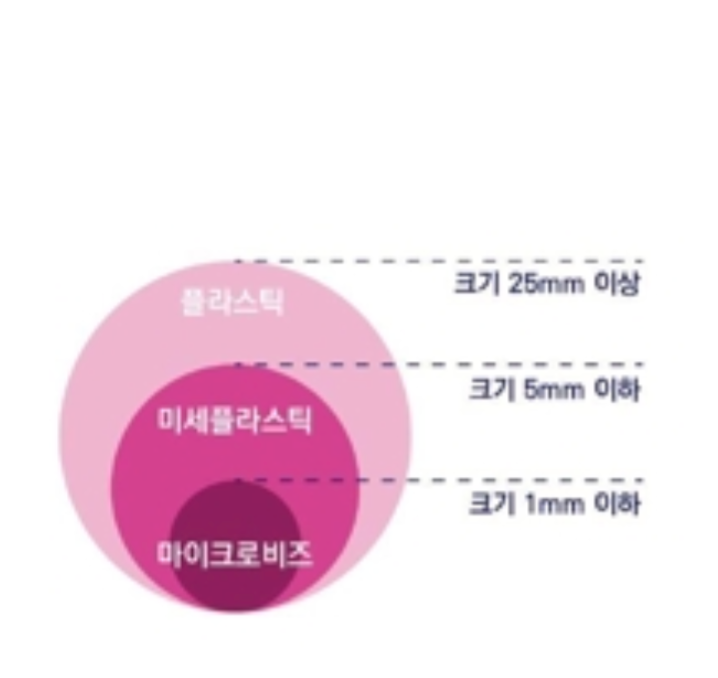 플라스틱
크기 25mm 이상
미세플라스틱
크기 5mm 이하
마이크로비즈
크기 1mm 이하